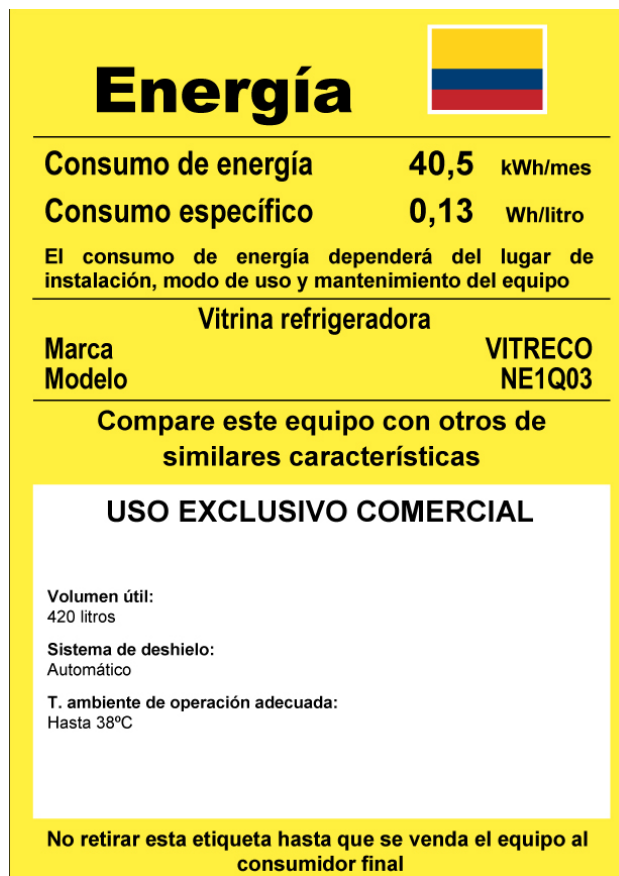 Energía
Consumo de energía 40,5 kWh/mes
Consumo específico 0,13 Wh/litro
El consumo de energía dependerá del lugar de
instalación, modo de uso y mantenimiento del equipo
Vitrina refrigeradora
Marca VITRECO
Modelo NE1Q03
Compare este equipo con otros de
similares características
USO EXCLUSIVO COMERCIAL
Volumen útil:
420 litros
Sistema de deshielo:
Automático
T. ambiente de operación adecuada:
Hasta 38ºC
No retirar esta etiqueta hasta que se venda el equipo al
consumidor final